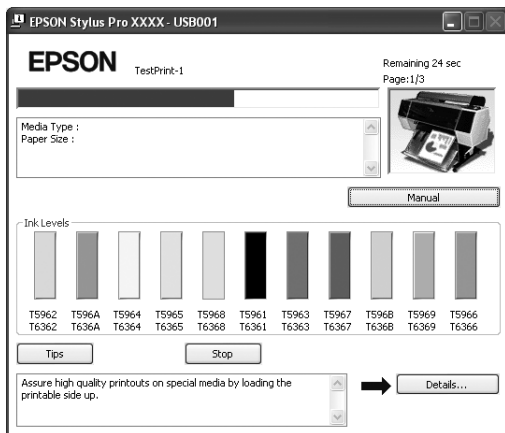 EPSON Stylus Pro XXXX - USB001
EPSON
TestPrint-1
Remaining 24 sec
Page:1/3
Media Type :
Paper Size :
Manual
Ink Levels
T5962 T596A T5964 T5965 T5968 T5961 T5963 T5967 T596B T5969 T5966
T6362 T636A T6364 T6365 T6368 T6361 T6363 T6367 T636B T6369 T6366
Tips
Stop
Assure high quality printouts on special media by loading the
printable side up.
Details...